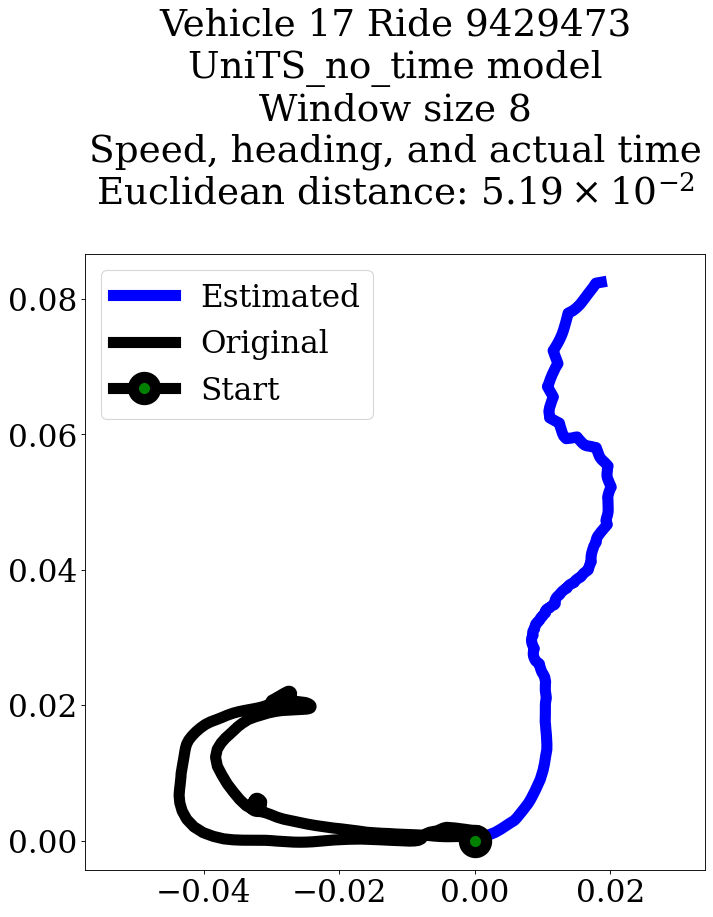 Vehicle 17 Ride 9429473
UniTS_no_time model
Window size 8
Speed, heading, and actual time
Euclidean distance: 5.19 × 10⁻²
Estimated
Original
Start
0.08
0.06
0.04
0.02
0.00
−0.04
−0.02
0.00
0.02